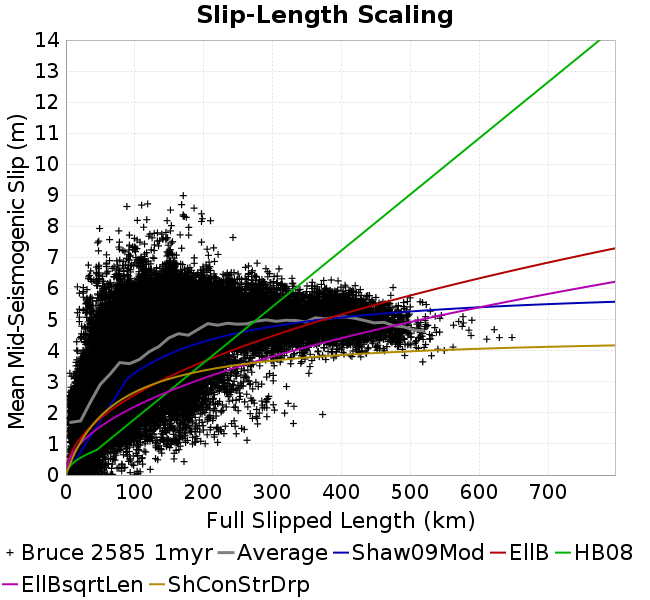 Slip-Length Scaling
Mean Mid-Seismogenic Slip (m)
14
13
12
11
10
9
8
7
6
5
4
3
2
1
0
0 100 200 300 400 500 600 700
Full Slipped Length (km)
Bruce 2585 1myr Average Shaw09Mod EllB HB08
EllBsqrtLen ShConStrDrp